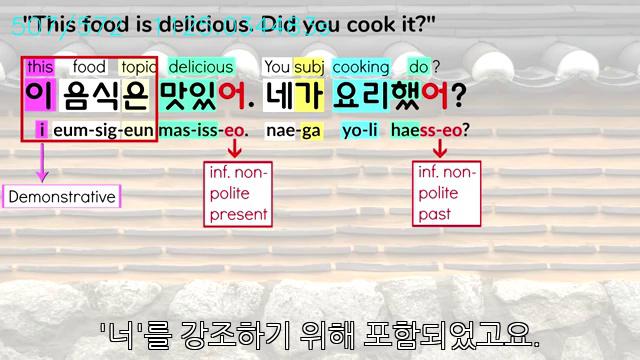 "This food is delicious. Did you cook it?"
this food topic delicious You subj cooking do ?
이 음식은 맛있어. 네가 요리했어?
i eum-sig-eun mas-iss-eo. nae-ga yo-li haess-eo?
Demonstrative
inf. non-
polite
present
inf. non-
polite
past
'너'를 강조하기 위해 포함되었고요.